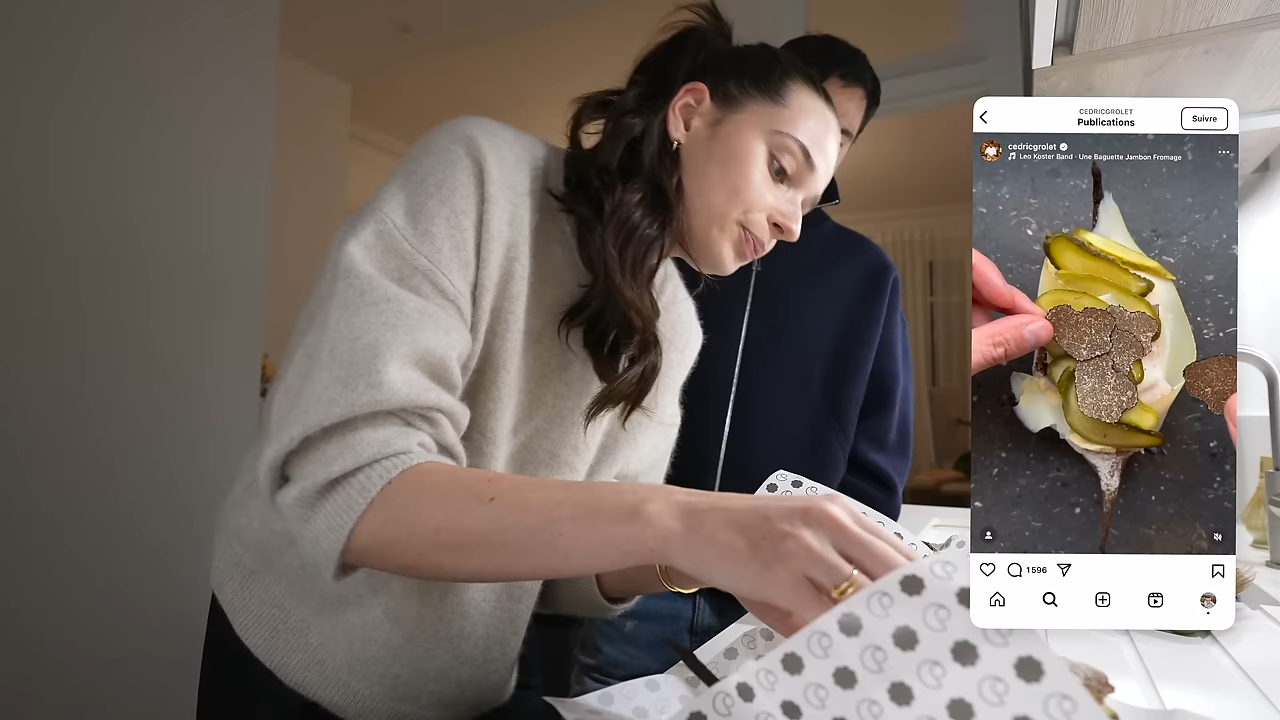 CEDRICGROLET
Publications
Suivre
cedricgrolet
Leo Koster Band · Une Baguette Jambon Fromage
1596